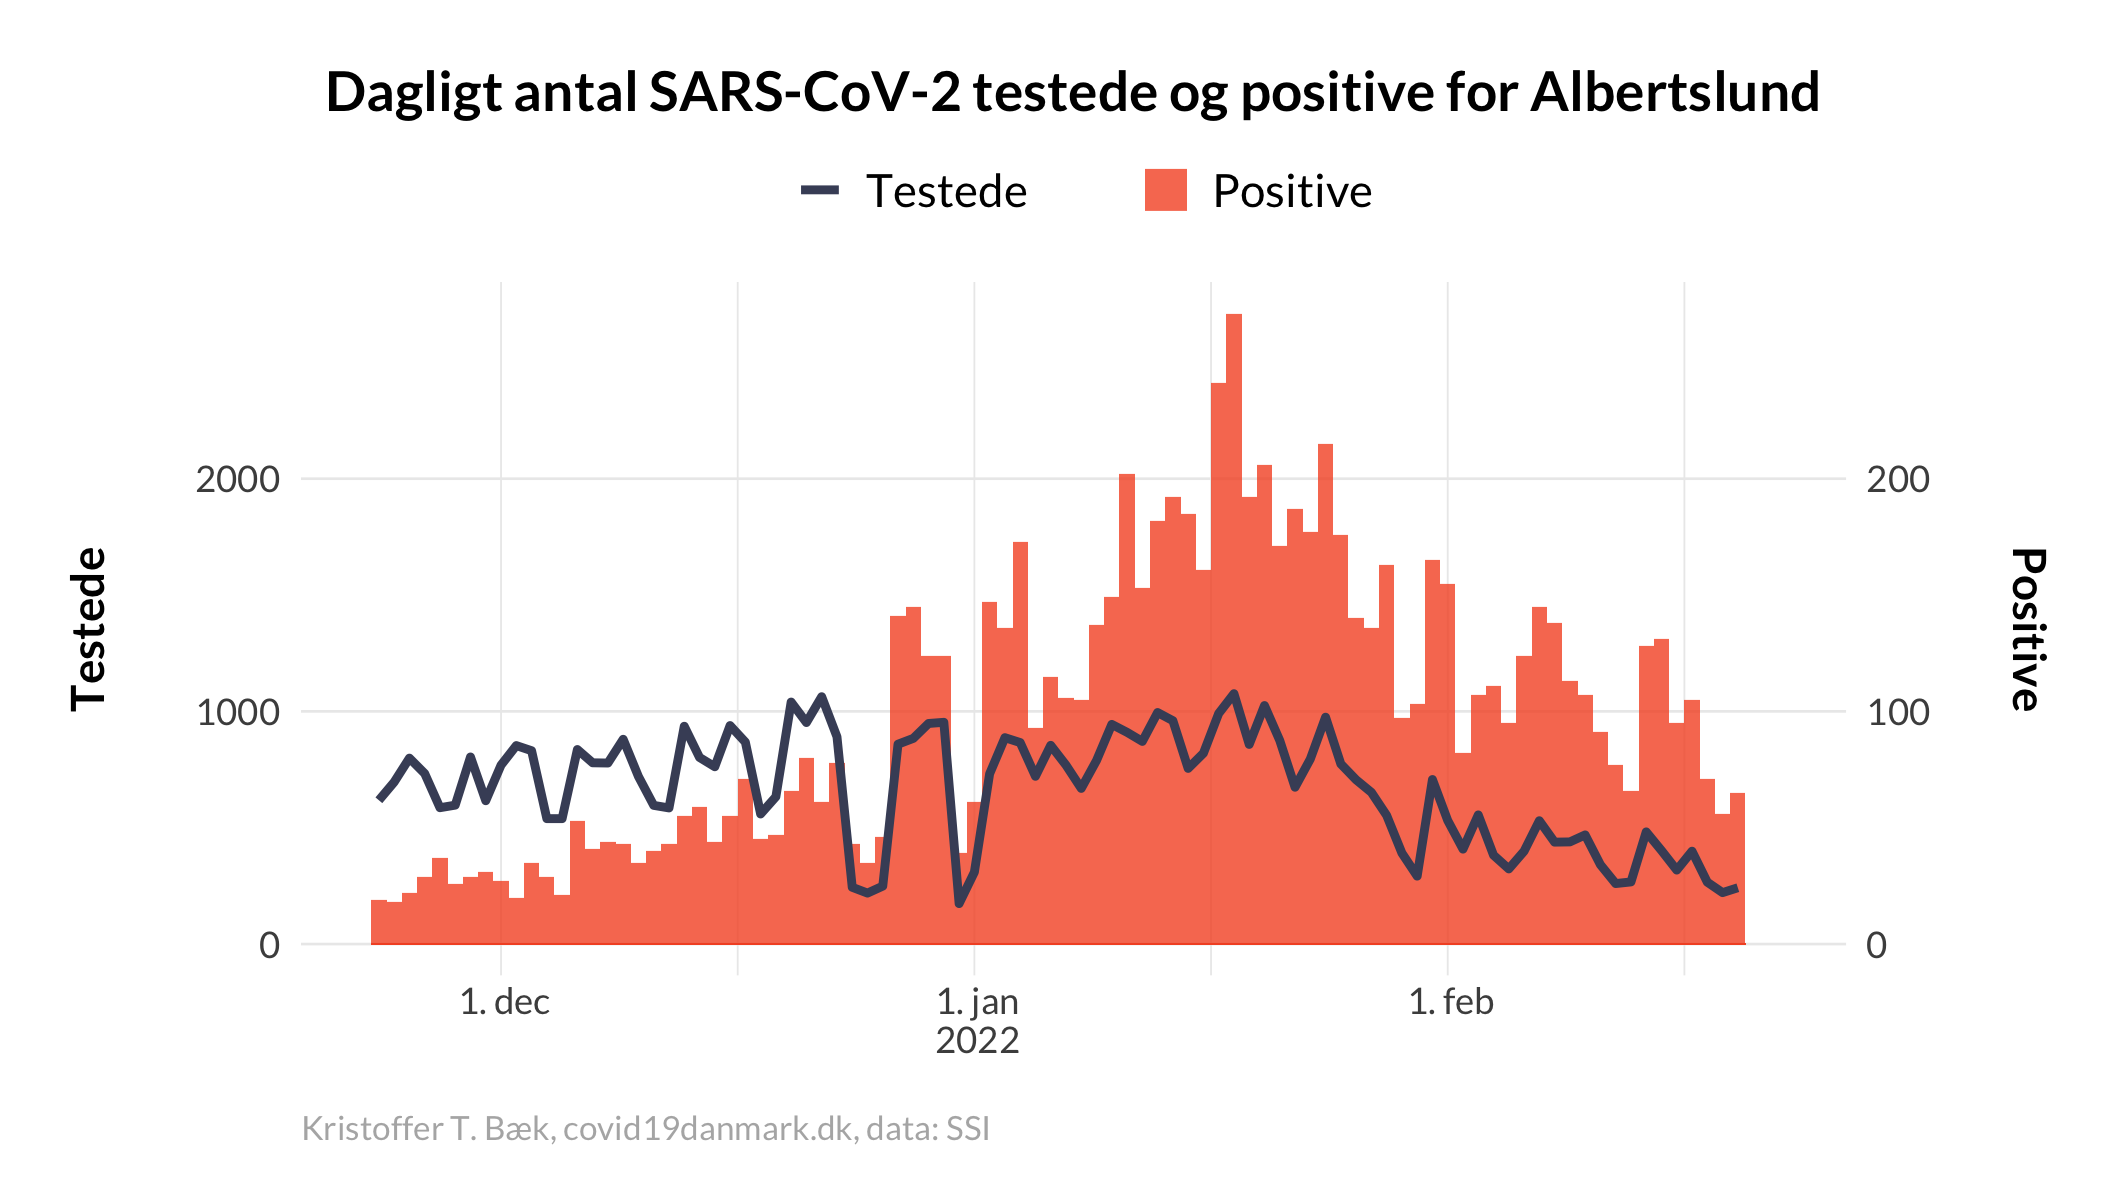 Dagligt antal SARS-CoV-2 testede og positive for Albertslund
Testede
Positive
Testede
2000
1000
0
200
100
0
Positive
1. dec
1. jan
2022
1. feb
Kristoffer T. Bæk, covid19danmark.dk, data: SSI